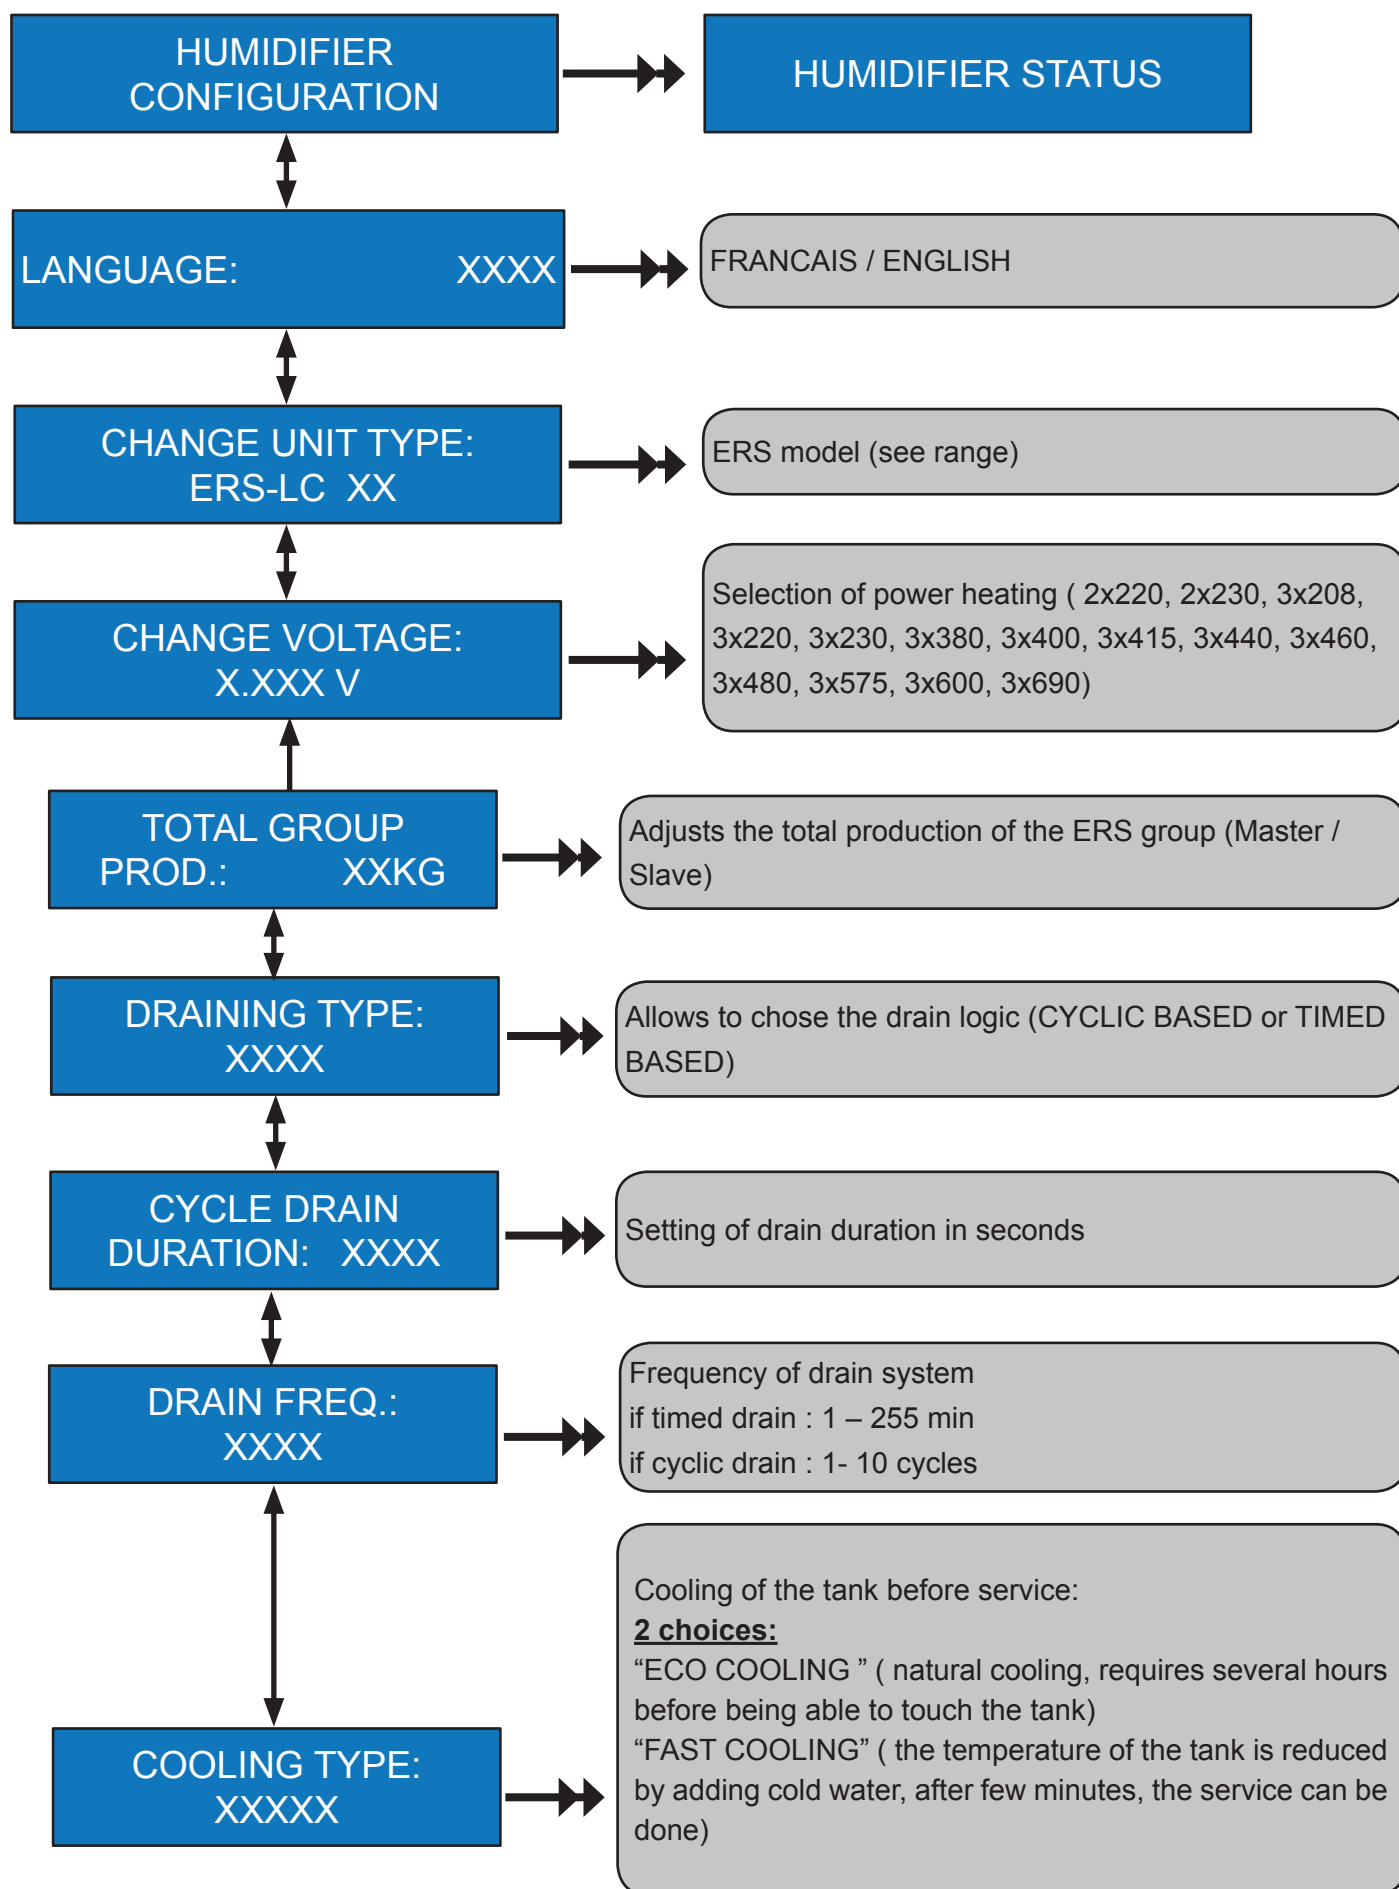 HUMIDIFIER
CONFIGURATION
HUMIDIFIER STATUS
LANGUAGE: XXXX
FRANCAIS / ENGLISH
CHANGE UNIT TYPE:
ERS-LC XX
ERS model (see range)
CHANGE VOLTAGE:
X.XXX V
Selection of power heating ( 2x220, 2x230, 3x208,
3x220, 3x230, 3x380, 3x400, 3x415, 3x440, 3x460,
3x480, 3x575, 3x600, 3x690)
TOTAL GROUP
PROD.: XXKG
Adjusts the total production of the ERS group (Master /
Slave)
DRAINING TYPE:
XXXX
Allows to chose the drain logic (CYCLIC BASED or TIMED
BASED)
CYCLE DRAIN
DURATION: XXXX
Setting of drain duration in seconds
DRAIN FREQ.:
XXXX
Frequency of drain system
if timed drain : 1 – 255 min
if cyclic drain : 1- 10 cycles
COOLING TYPE:
XXXXX
Cooling of the tank before service:
2 choices:
“ECO COOLING ” ( natural cooling, requires several hours
before being able to touch the tank)
“FAST COOLING” ( the temperature of the tank is reduced
by adding cold water, after few minutes, the service can be
done)